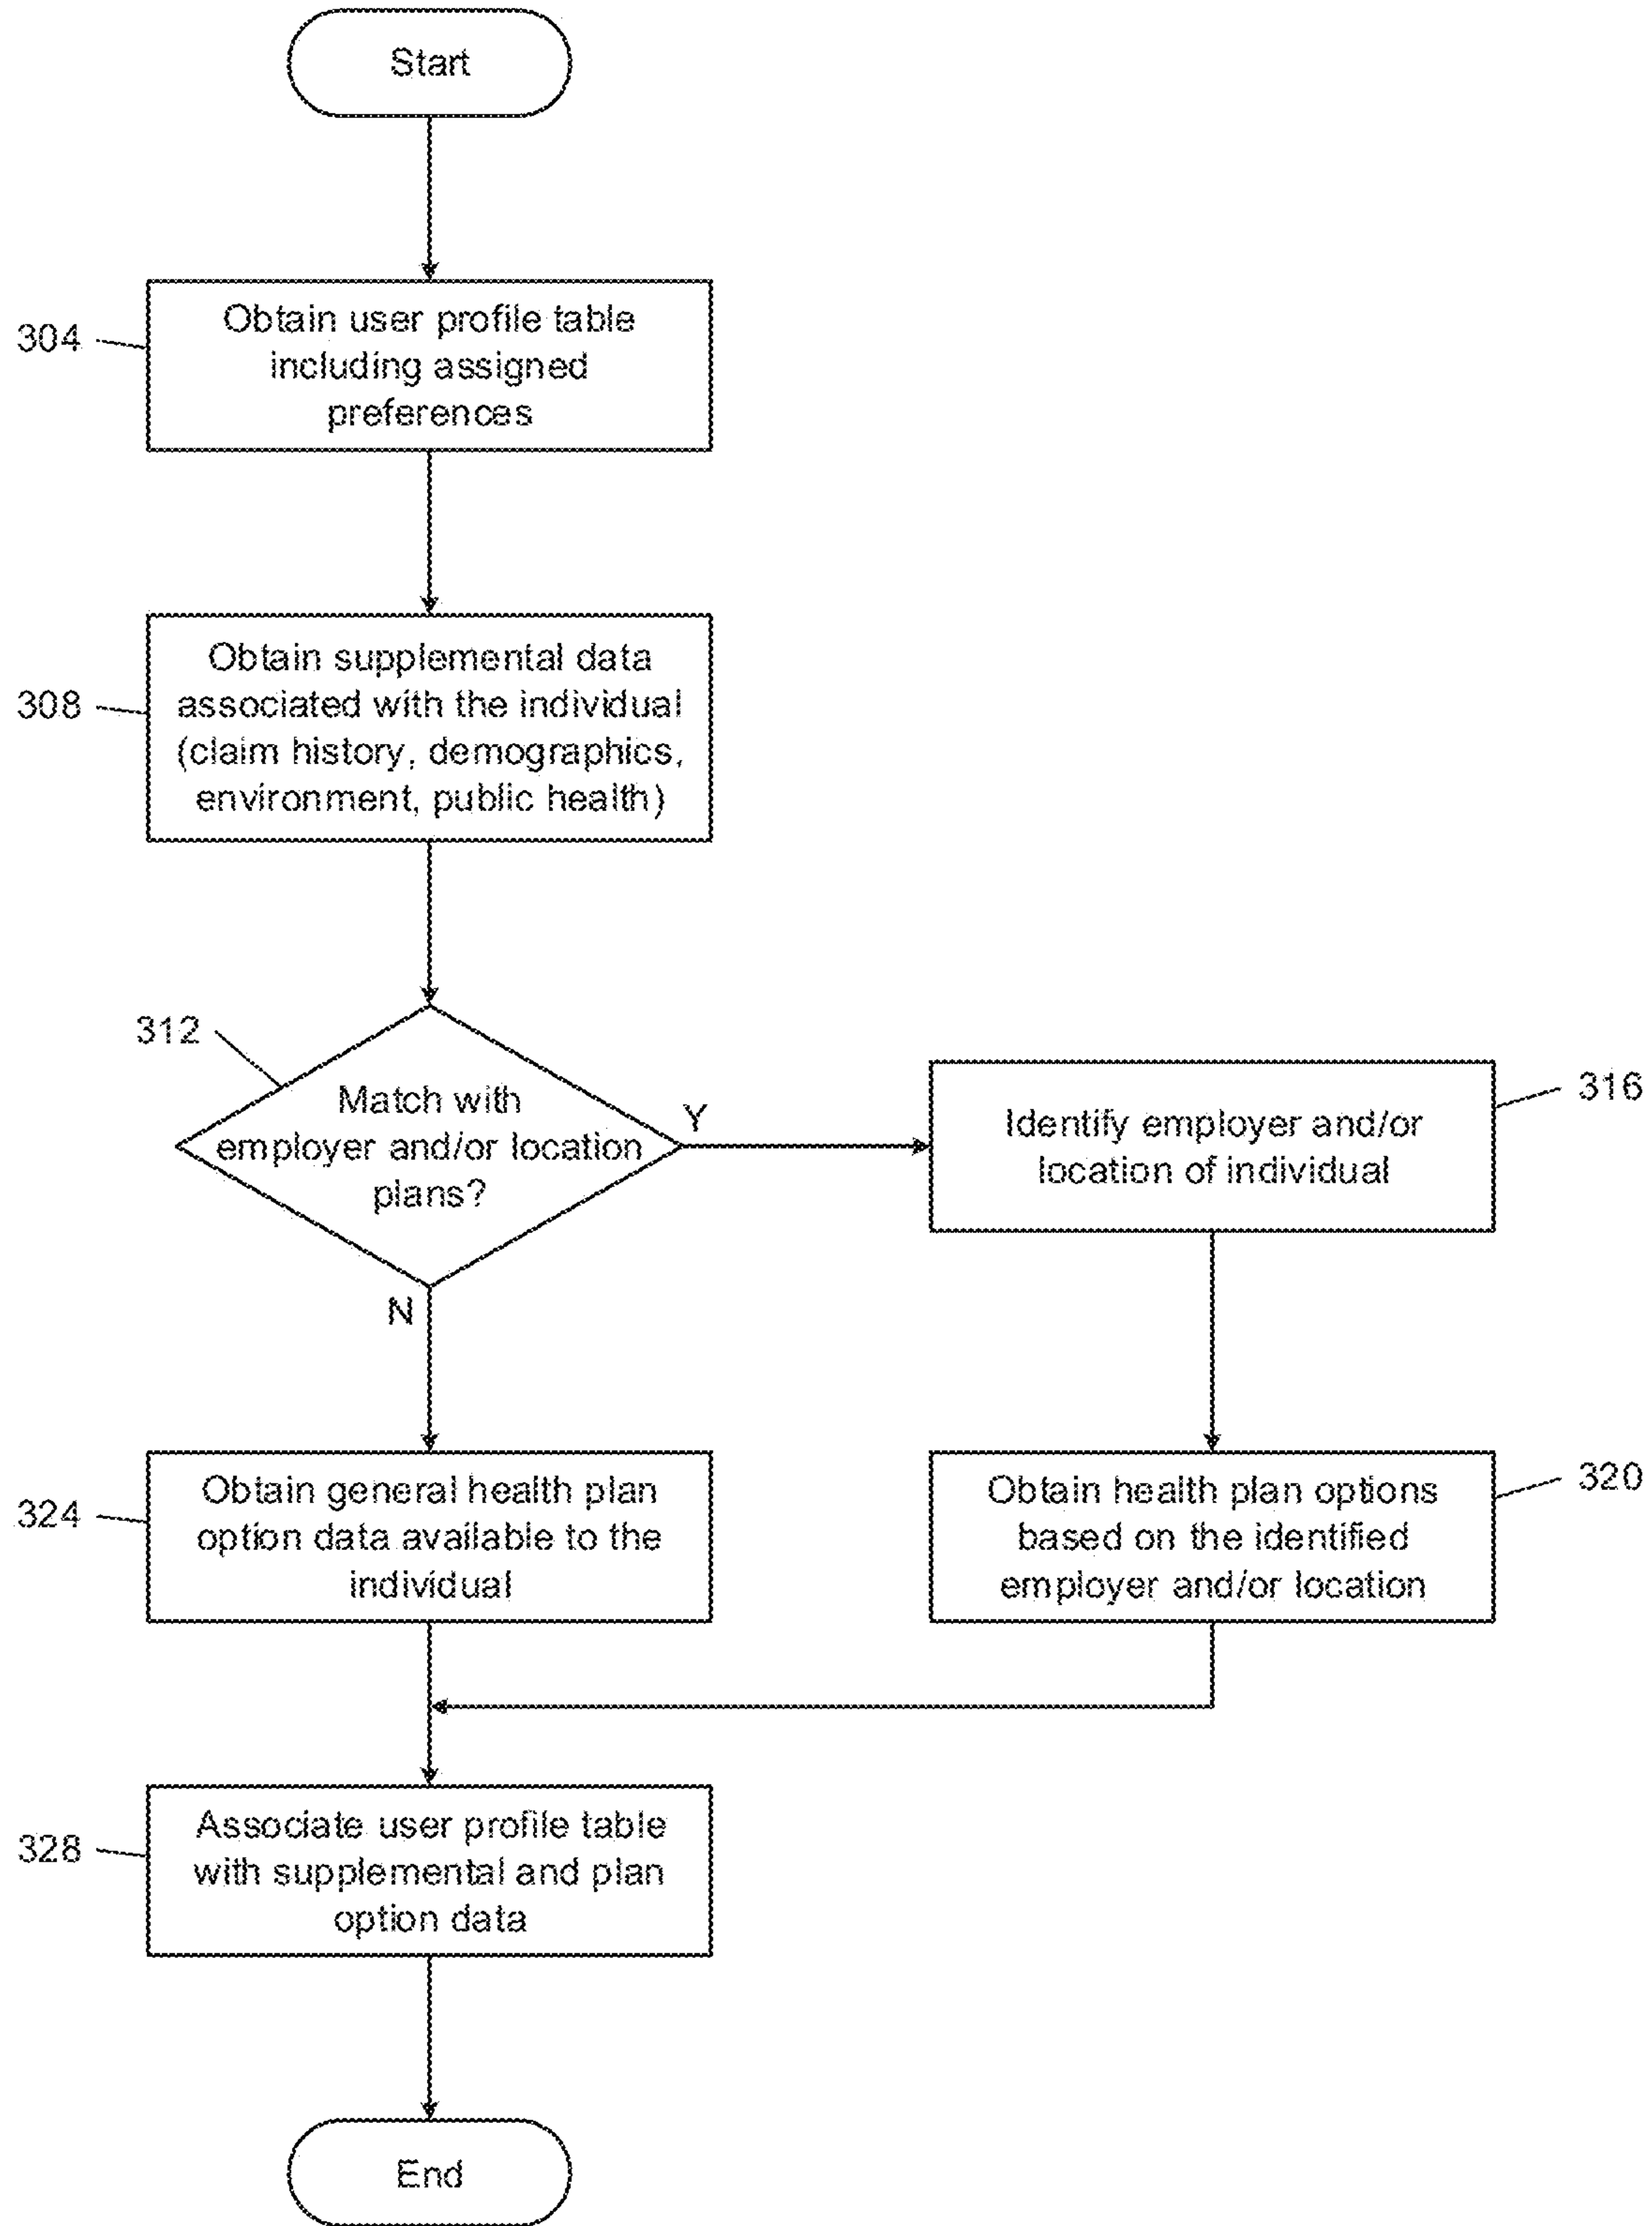 Start
304
Obtain user profile table
including assigned
preferences
308
Obtain supplemental data
associated with the individual
(claim history, demographics,
environment, public health)
312
Match with
employer and/or location
plans?
Y
N
316
Identify employer and/or
location of individual
324
Obtain general health plan
option data available to the
individual
320
Obtain health plan options
based on the identified
employer and/or location
328
Associate user profile table
with supplemental and plan
option data
End